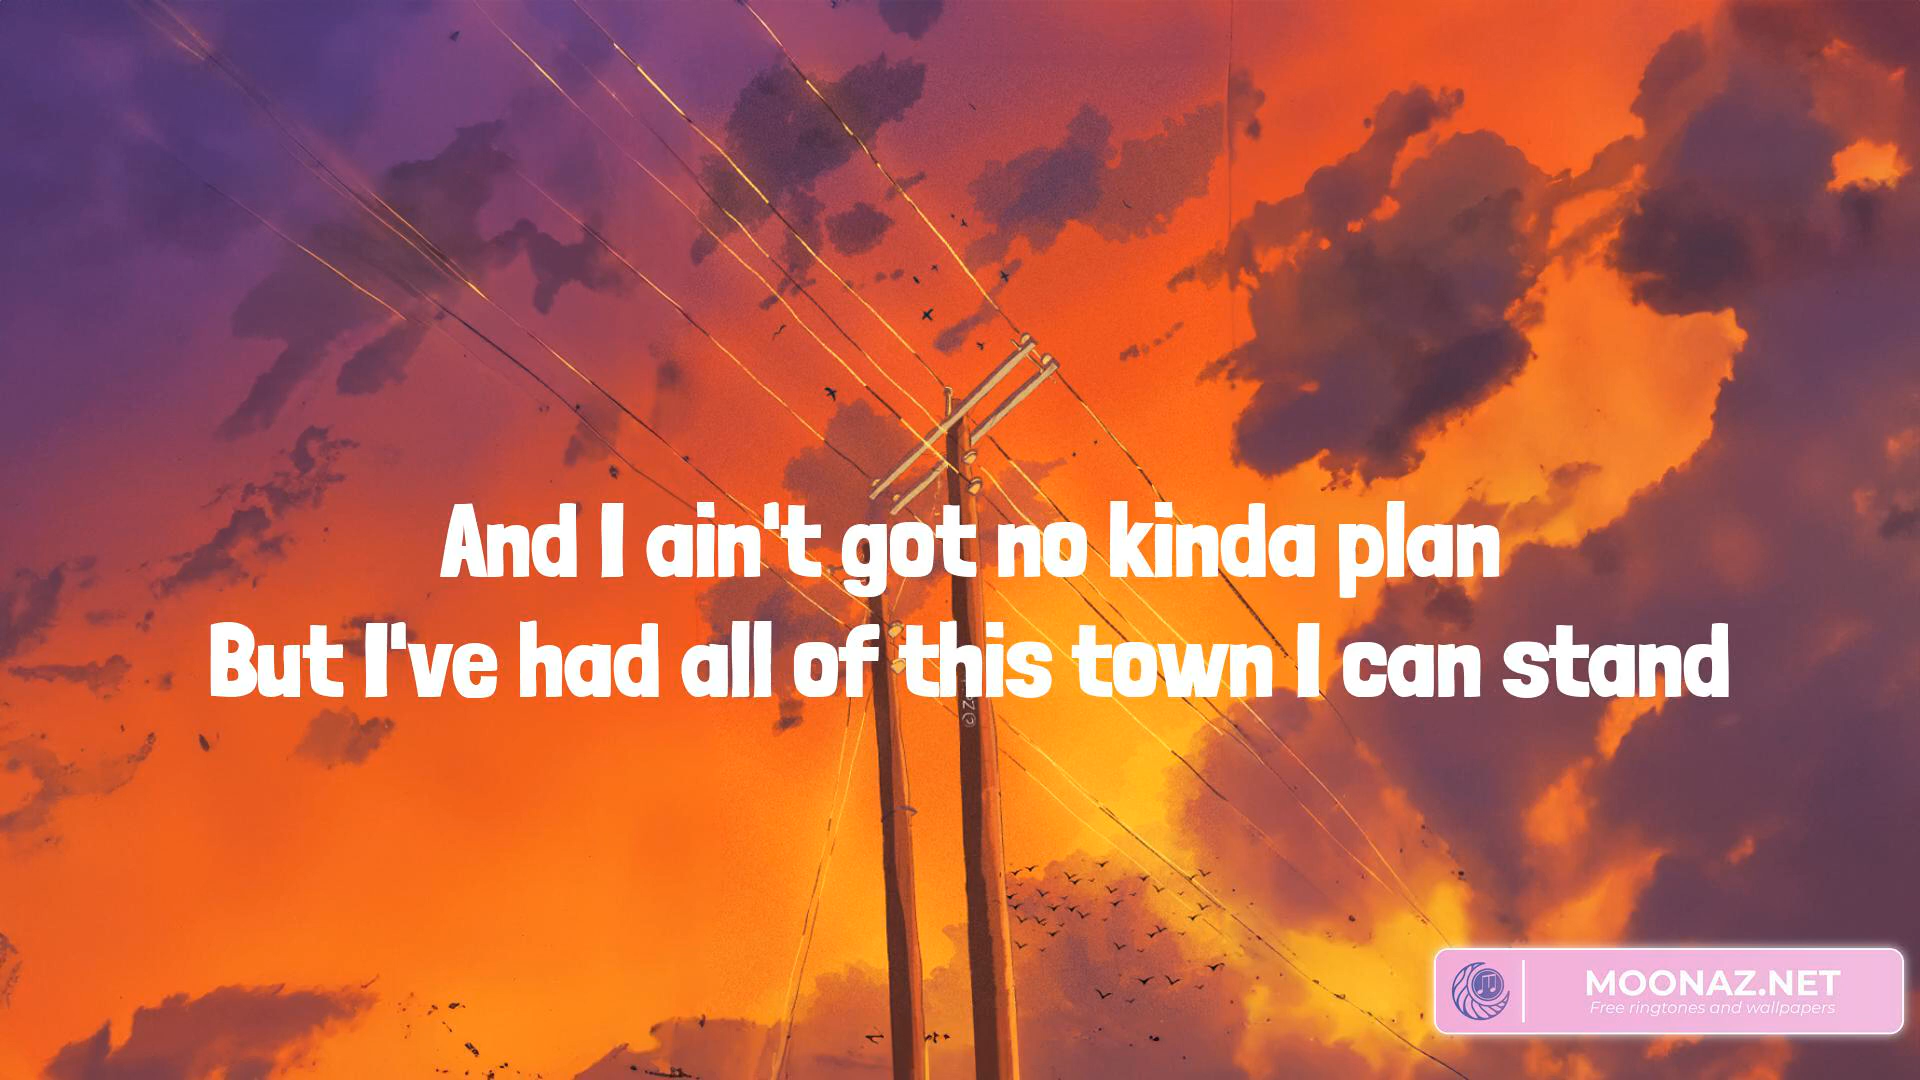 And I ain't got no kinda plan
But I've had all of this town I can stand
MOONAZ.NET
Free ringtones and wallpapers